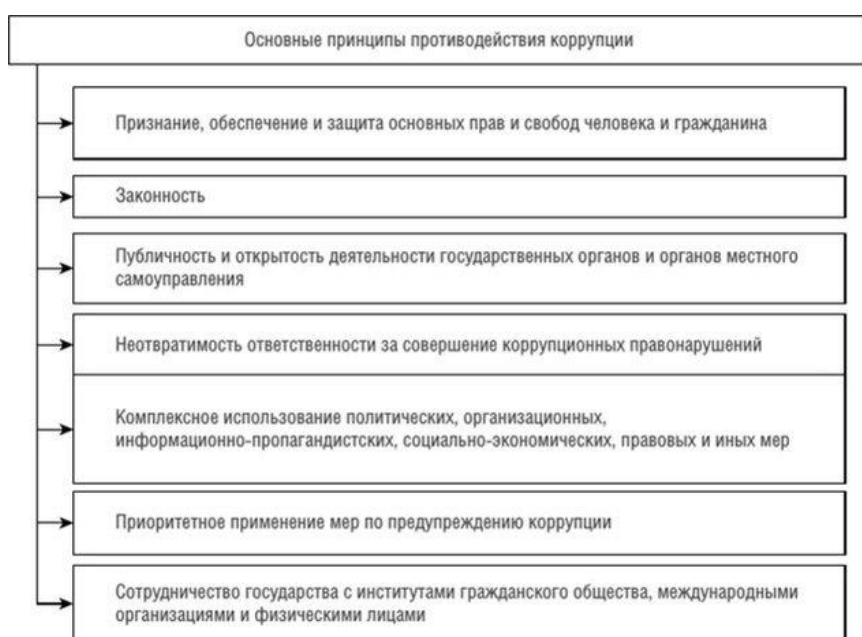 Основные принципы противодействия коррупции
Признание, обеспечение и защита основных прав и свобод человека и гражданина
Законность
Публичность и открытость деятельности государственных органов и органов местного
самоуправления
Неотвратимость ответственности за совершение коррупционных правонарушений
Комплексное использование политических, организационных,
информационно-пропагандистских, социально-экономических, правовых и иных мер
Приоритетное применение мер по предупреждению коррупции
Сотрудничество государства с институтами гражданского общества, международными
организациями и физическими лицами